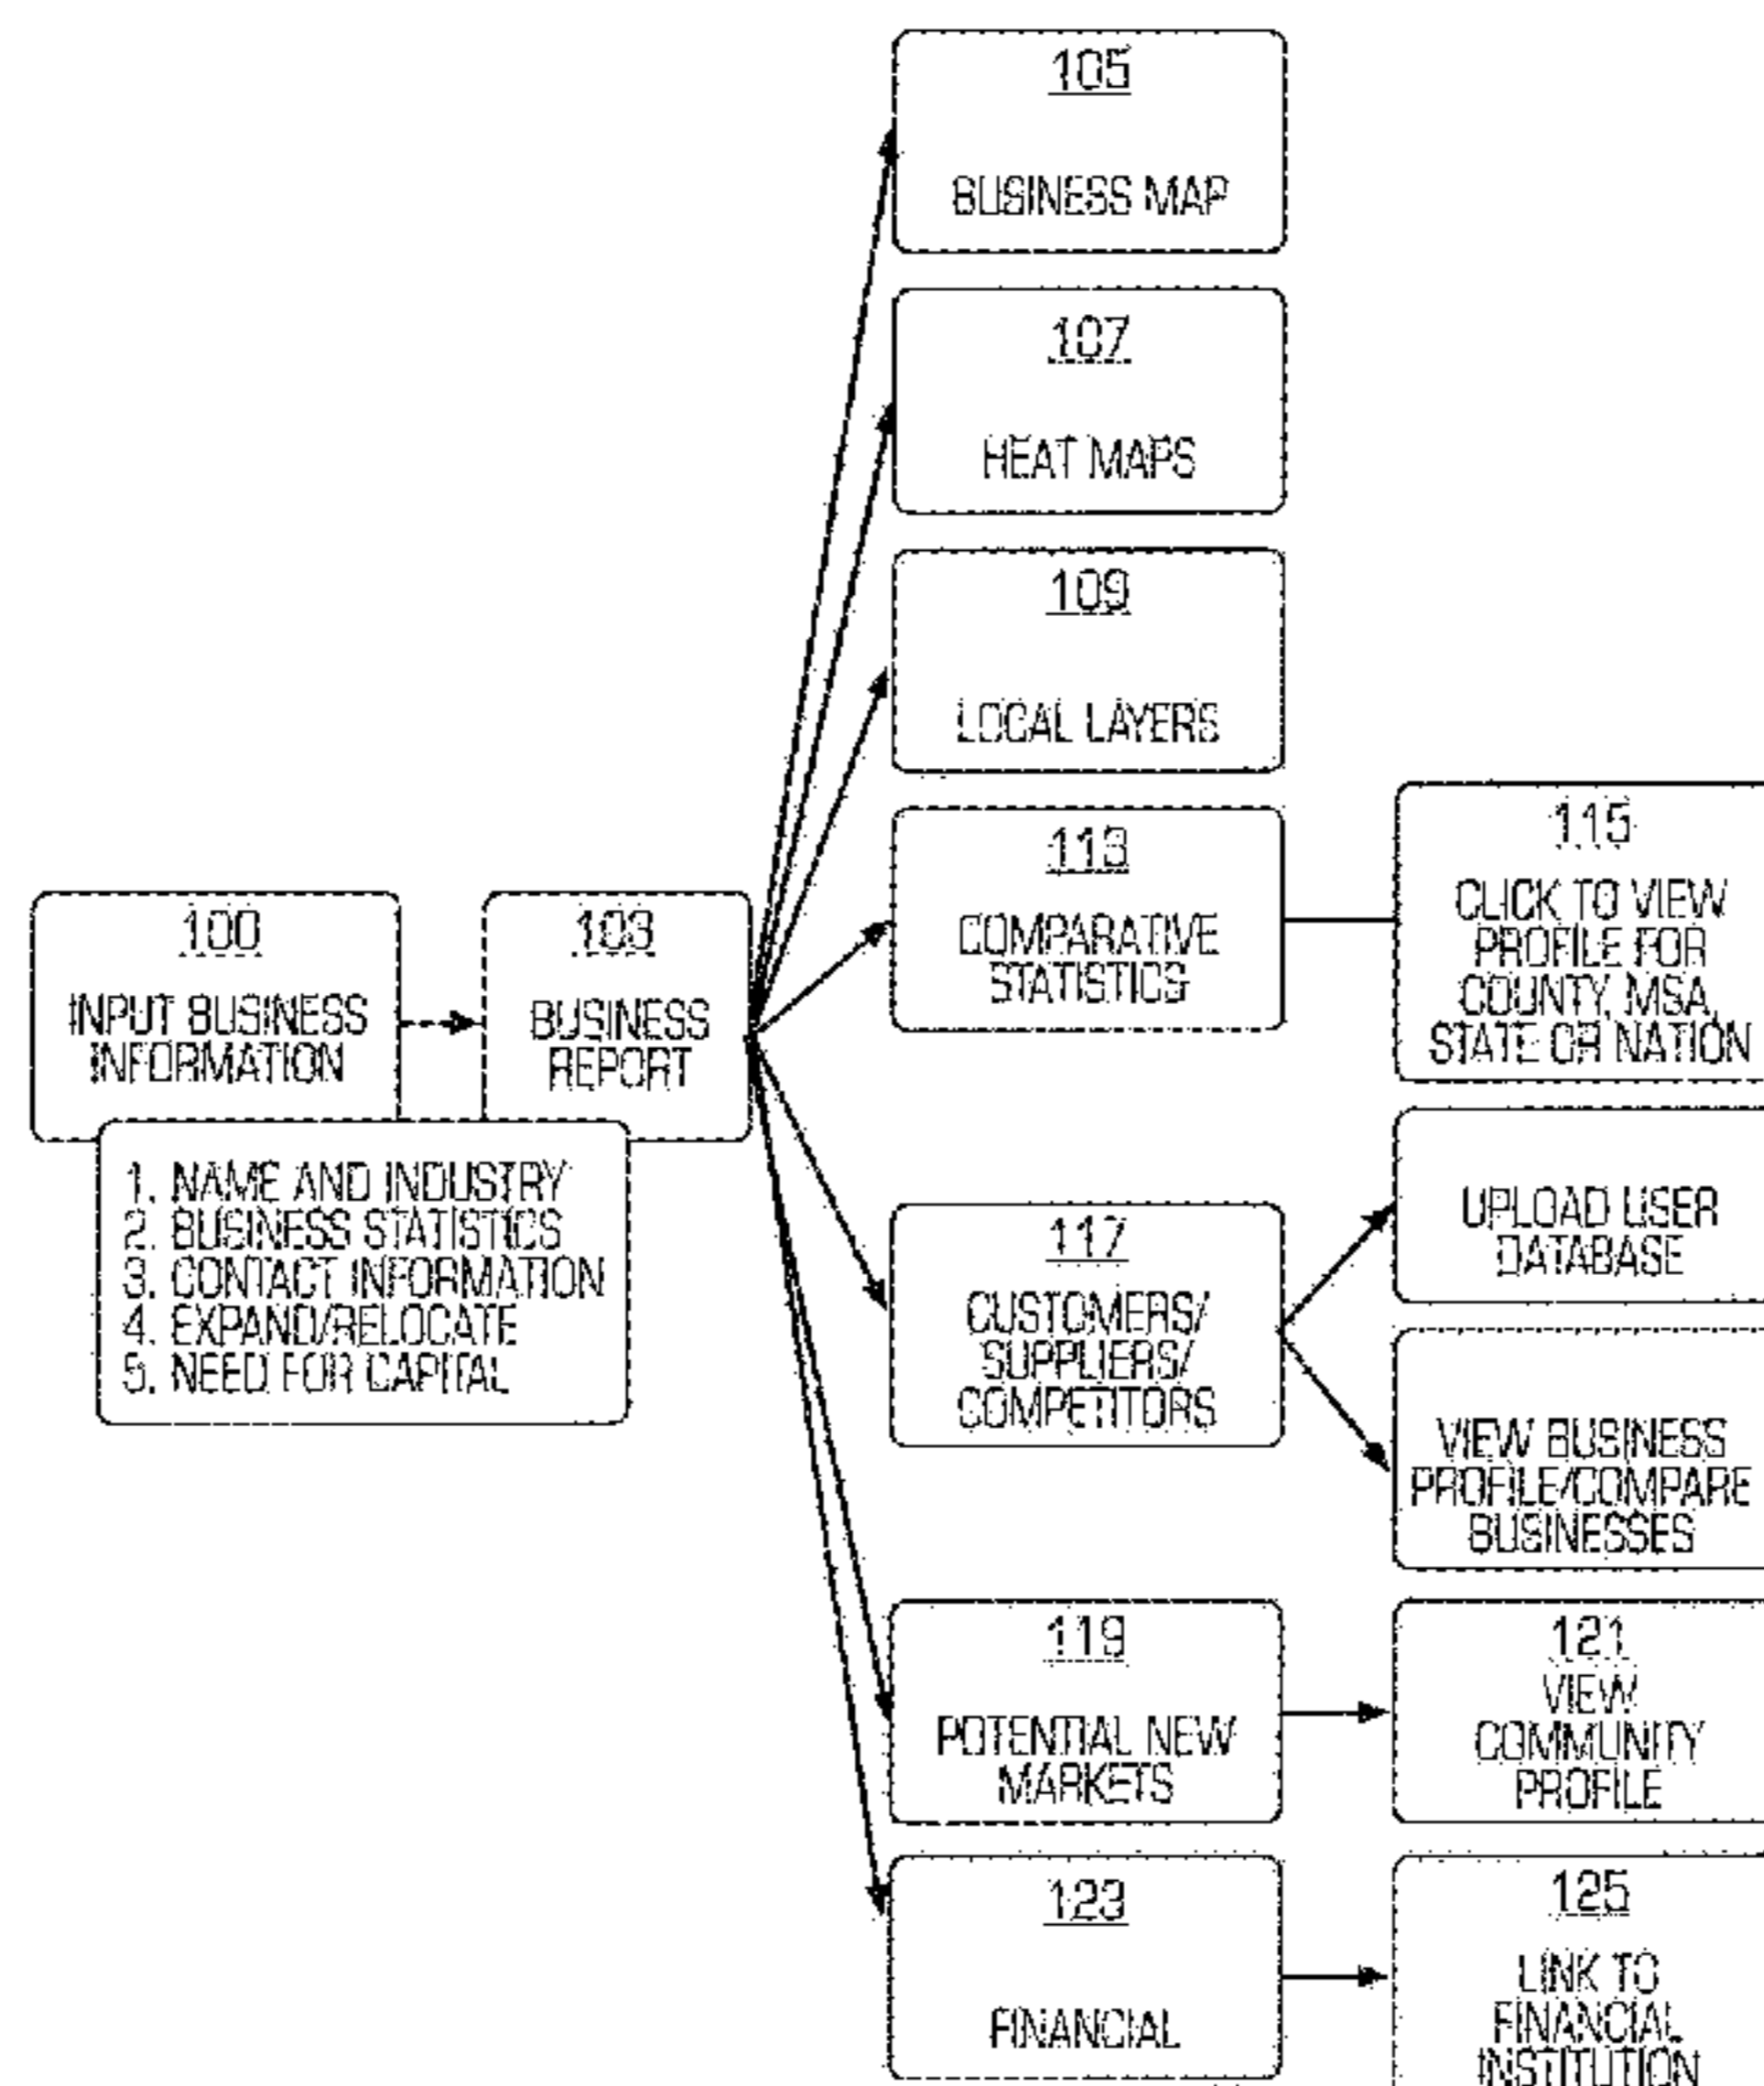 105
BUSINESS MAP
107
HEAT MAPS
109
LOCAL LAYERS
113
COMPARATIVE
STATISTICS
115
CLICK TO VIEW
PROFILE FOR
COUNTY, MSA,
STATE OR NATION
100
INPUT BUSINESS
INFORMATION
103
BUSINESS
REPORT
1. NAME AND INDUSTRY
2. BUSINESS STATISTICS
3. CONTACT INFORMATION
4. EXPAND/RELOCATE
5. NEED FOR CAPITAL
117
CUSTOMERS/
SUPPLIERS/
COMPETITORS
UPLOAD USER
DATABASE
VIEW BUSINESS
PROFILE/COMPARE
BUSINESSES
119
POTENTIAL NEW
MARKETS
121
VIEW
COMMUNITY
PROFILE
123
FINANCIAL
125
LINK TO
FINANCIAL
INSTITUTION